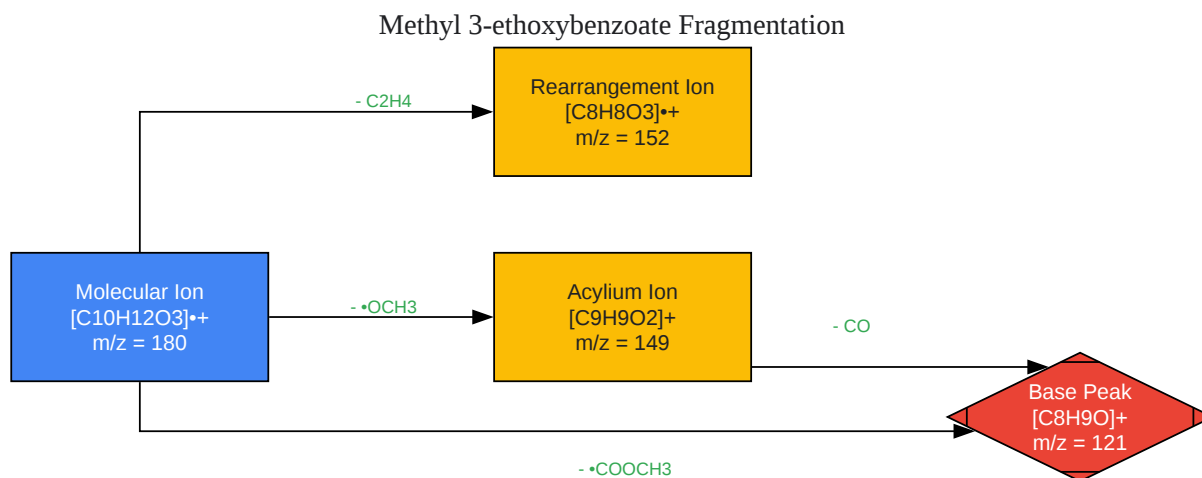 Methyl 3-ethoxybenzoate Fragmentation
- C2H4
Rearrangement Ion
[C8H8O3]•+
m/z = 152
Molecular Ion
[C10H12O3]•+
m/z = 180
- •OCH3
Acylium Ion
[C9H9O2]+
m/z = 149
- CO
Base Peak
[C8H9O]+
m/z = 121
- •COOCH3